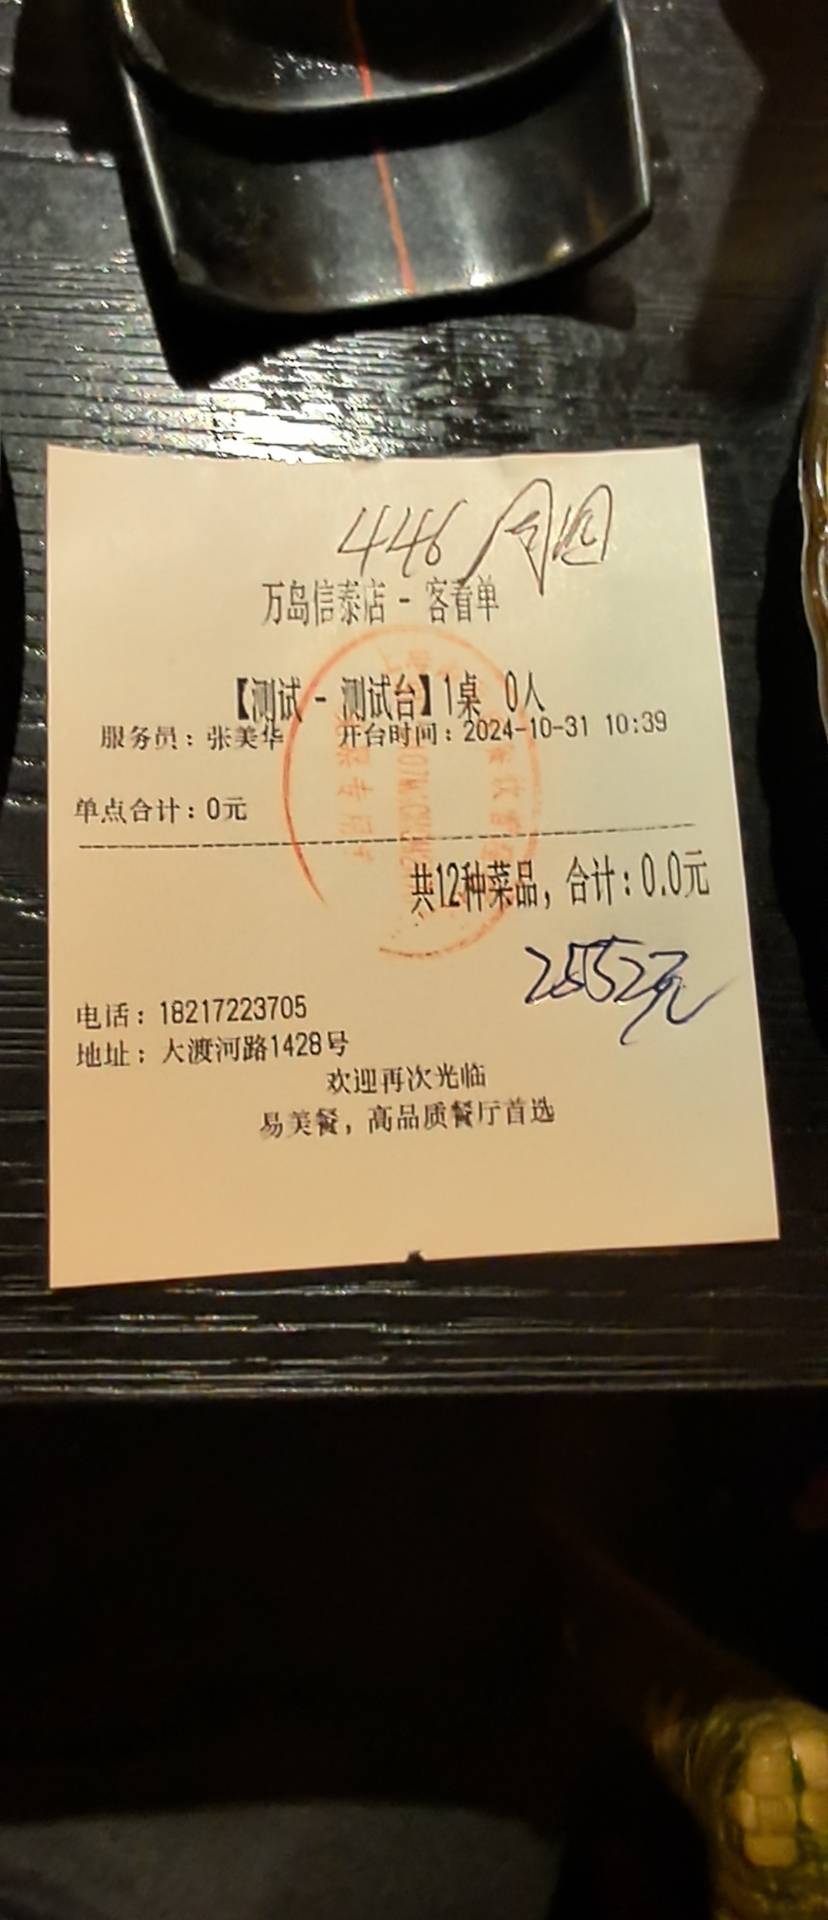 446
万岛信泰店 - 客看单
【测试 - 测试台】1桌 0人
服务员：张美华 开台时间：2024-10-31 10:39
单点合计：0元
共12种菜品，合计：0.0元
2552元
电话：18217223705
地址：大渡河路1428号
欢迎再次光临
易美餐，高品质餐厅首选